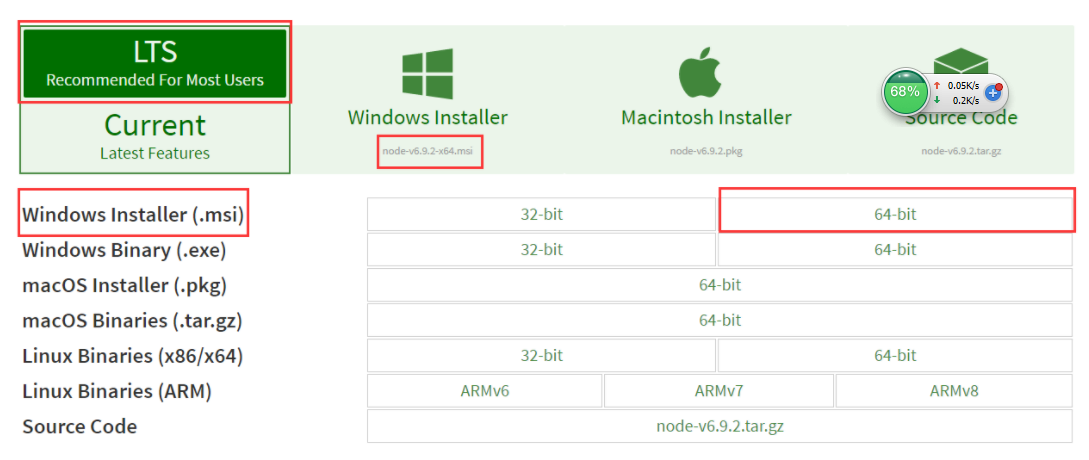 LTS
Recommended For Most Users
Current
Latest Features
Windows Installer
node-v6.9.2-x64.msi
Macintosh Installer
node-v6.9.2.pkg
68%
0.05K/s
0.2K/s
Source Code
node-v6.9.2.tar.gz
Windows Installer (.msi) 32-bit 64-bit
Windows Binary (.exe) 32-bit 64-bit
macOS Installer (.pkg) 64-bit
macOS Binaries (.tar.gz) 64-bit
Linux Binaries (x86/x64) 32-bit 64-bit
Linux Binaries (ARM) ARMv6 ARMv7 ARMv8
Source Code node-v6.9.2.tar.gz